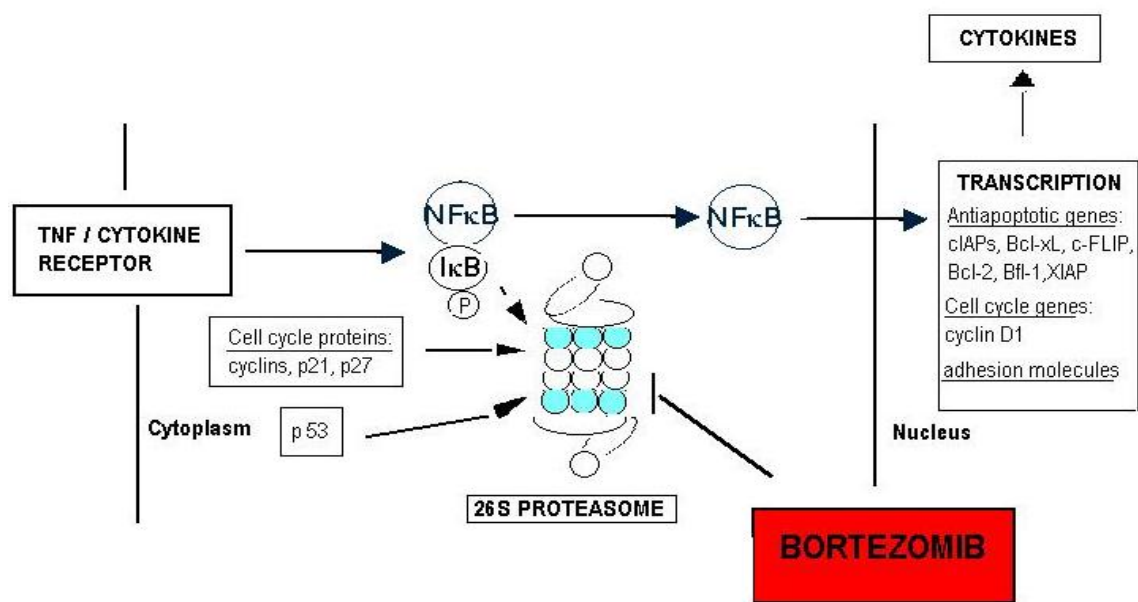 CYTOKINES
TNF / CYTOKINE
RECEPTOR
NFκB
IκB
P
NFκB
TRANSCRIPTION
Antiapoptotic genes:
cIAPs, Bcl-xL, c-FLIP,
Bcl-2, Bfl-1,XIAP
Cell cycle genes:
cyclin D1
adhesion molecules
Cell cycle proteins:
cyclins, p21, p27
Cytoplasm
p53
Nucleus
26S PROTEASOME
BORTEZOMIB